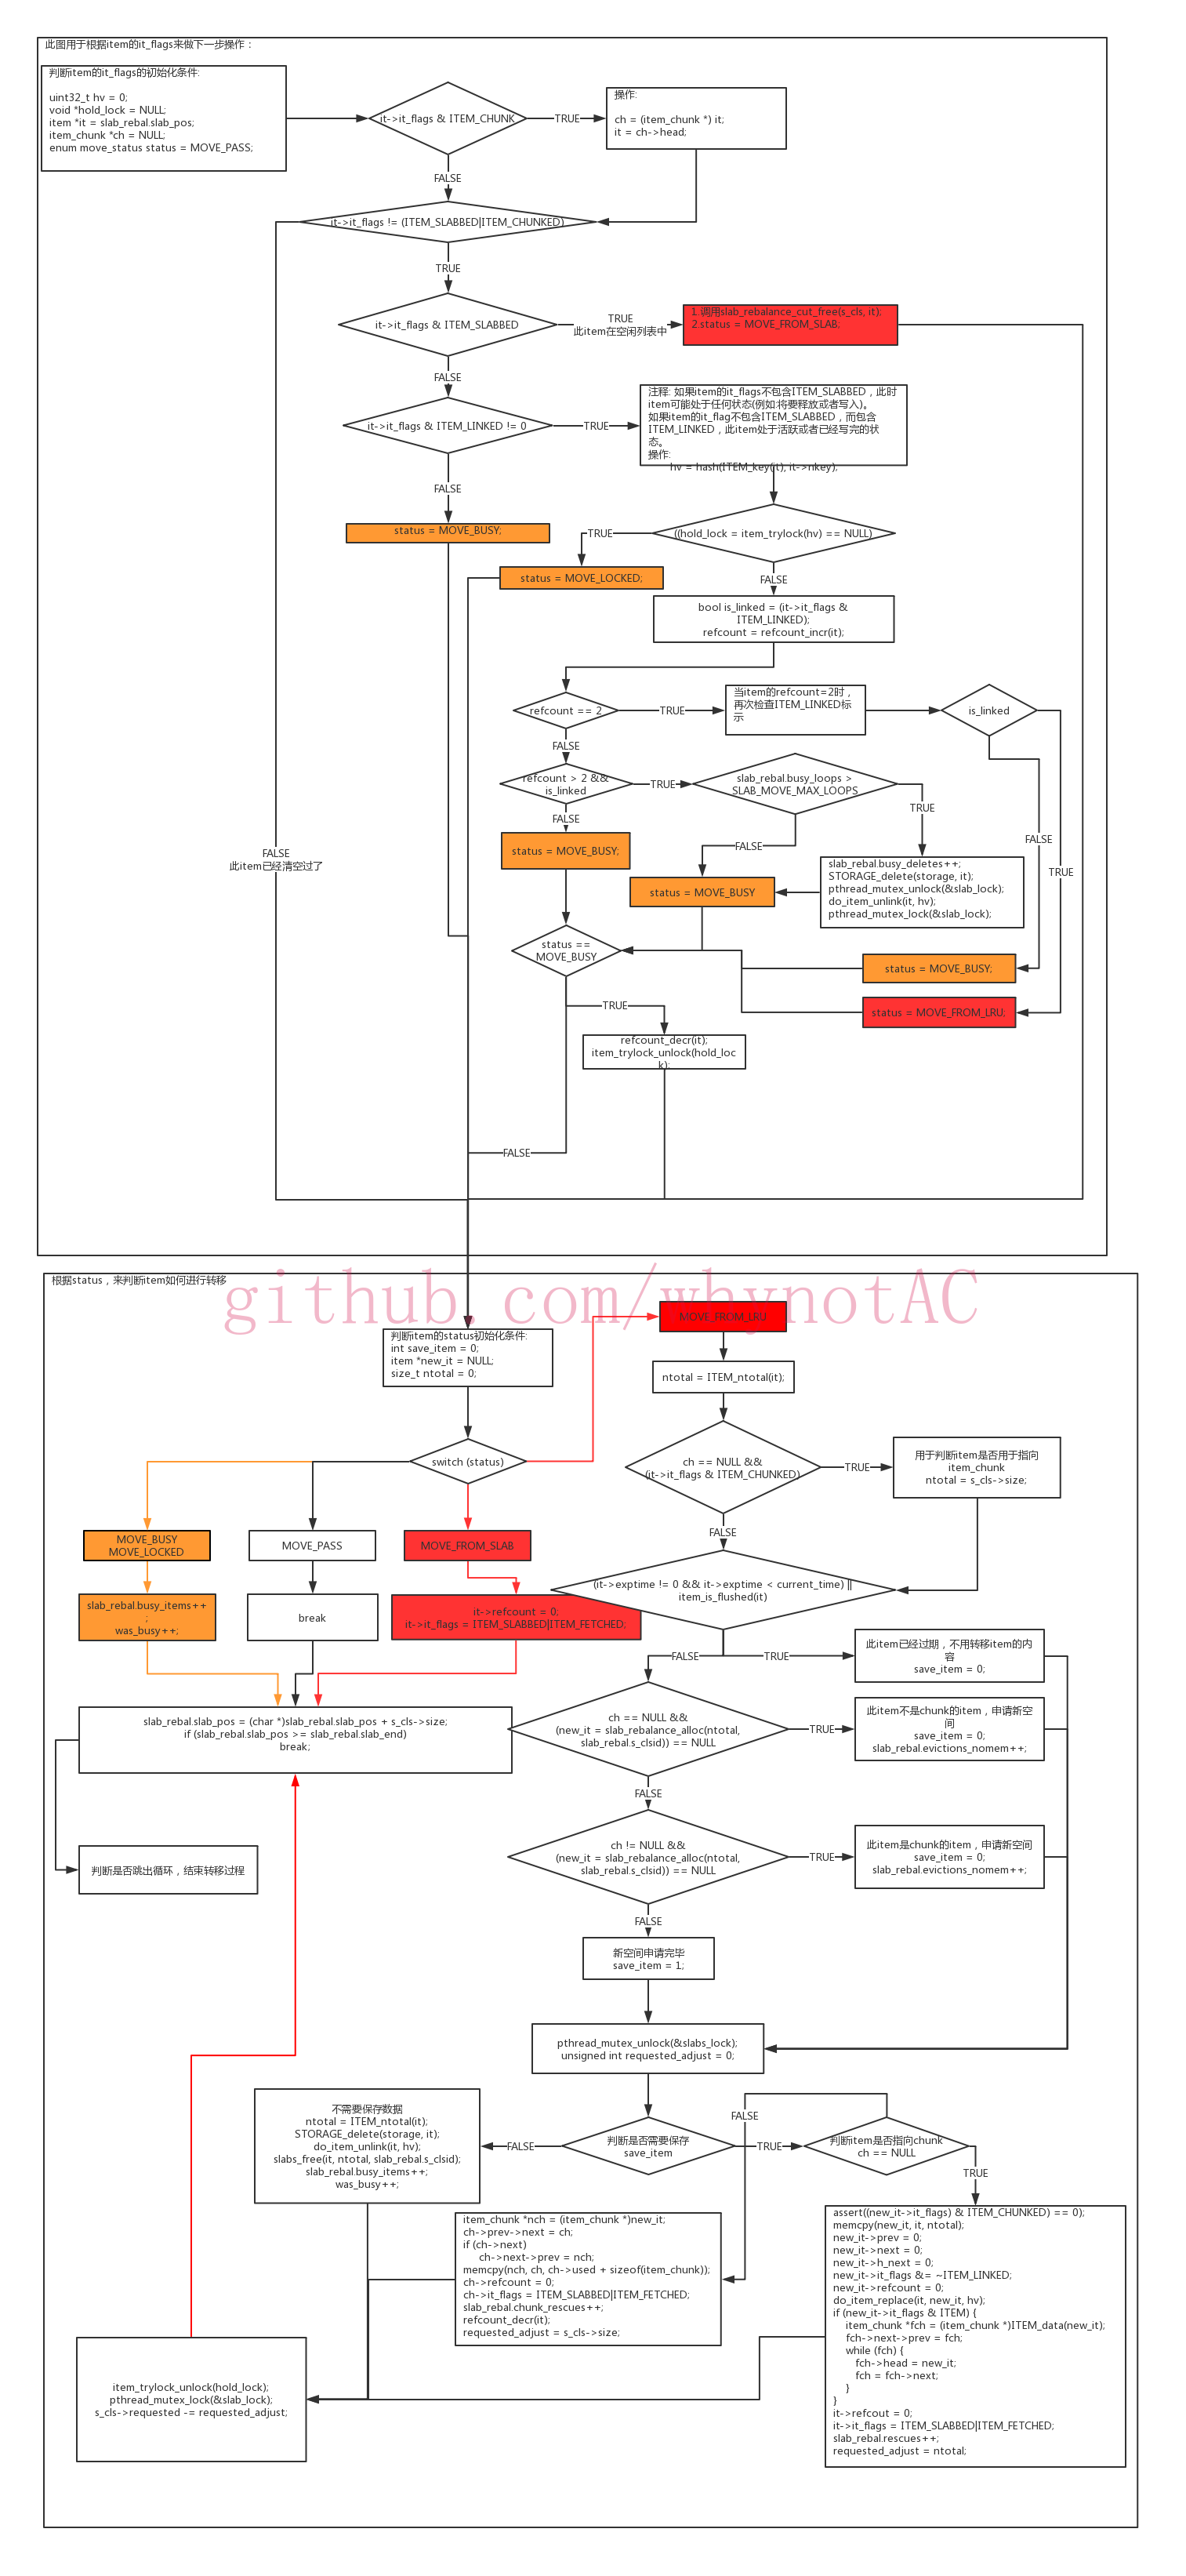 此图用于根据item的it_flags来做下一步操作：
判断item的it_flags的初始化条件:
uint32_t hv = 0;
void *hold_lock = NULL;
item *it = slab_rebal.slab_pos;
item_chunk *ch = NULL;
enum move_status status = MOVE_PASS;
it->it_flags & ITEM_CHUNK
TRUE
操作:
ch = (item_chunk *) it;
it = ch->head;
FALSE
it->it_flags != (ITEM_SLABBED|ITEM_CHUNKED)
TRUE
it->it_flags & ITEM_SLABBED
TRUE
此item在空闲列表中
1.调用slab_rebalance_cut_free(s_cls, it);
2.status = MOVE_FROM_SLAB;
FALSE
it->it_flags & ITEM_LINKED != 0
TRUE
注释: 如果item的it_flags不包含ITEM_SLABBED，此时
item可能处于任何状态(例如:将要释放或者写入)。
如果item的it_flag不包含ITEM_SLABBED，而包含
ITEM_LINKED，此item处于活跃或者已经写完的状
态。
操作:
hv = hash(ITEM_key(it), it->nkey);
FALSE
status = MOVE_BUSY;
((hold_lock = item_trylock(hv) == NULL)
TRUE
status = MOVE_LOCKED;
FALSE
bool is_linked = (it->it_flags &
ITEM_LINKED);
refcount = refcount_incr(it);
refcount == 2
TRUE
当item的refcount=2时，
再次检查ITEM_LINKED标
示
is_linked
FALSE
refcount > 2 &&
is_linked
TRUE
slab_rebal.busy_loops >
SLAB_MOVE_MAX_LOOPS
TRUE
FALSE
FALSE
status = MOVE_BUSY;
FALSE
TRUE
FALSE
此item已经清空过了
slab_rebal.busy_deletes++;
STORAGE_delete(storage, it);
pthread_mutex_unlock(&slab_lock);
do_item_unlink(it, hv);
pthread_mutex_lock(&slab_lock);
status = MOVE_BUSY
status ==
MOVE_BUSY
status = MOVE_BUSY;
status = MOVE_FROM_LRU;
TRUE
refcount_decr(it);
item_trylock_unlock(hold_loc
k);
FALSE
根据status，来判断item如何进行转移
github.com/whynotAC
MOVE_FROM_LRU
判断item的status初始化条件:
int save_item = 0;
item *new_it = NULL;
size_t ntotal = 0;
ntotal = ITEM_ntotal(it);
switch (status)
ch == NULL &&
(it->it_flags & ITEM_CHUNKED)
TRUE
用于判断item是否用于指向
item_chunk
ntotal = s_cls->size;
FALSE
MOVE_BUSY
MOVE_LOCKED
MOVE_PASS
MOVE_FROM_SLAB
(it->exptime != 0 && it->exptime < current_time) ||
item_is_flushed(it)
slab_rebal.busy_items++
;
was_busy++;
break
it->refcount = 0;
it->it_flags = ITEM_SLABBED|ITEM_FETCHED;
FALSE
TRUE
此item已经过期，不用转移item的内
容
save_item = 0;
slab_rebal.slab_pos = (char *)slab_rebal.slab_pos + s_cls->size;
if (slab_rebal.slab_pos >= slab_rebal.slab_end)
break;
ch == NULL &&
(new_it = slab_rebalance_alloc(ntotal,
slab_rebal.s_clsid)) == NULL
TRUE
此item不是chunk的item，申请新空
间
save_item = 0;
slab_rebal.evictions_nomem++;
FALSE
判断是否跳出循环，结束转移过程
ch != NULL &&
(new_it = slab_rebalance_alloc(ntotal,
slab_rebal.s_clsid)) == NULL
TRUE
此item是chunk的item，申请新空间
save_item = 0;
slab_rebal.evictions_nomem++;
FALSE
新空间申请完毕
save_item = 1;
pthread_mutex_unlock(&slabs_lock);
unsigned int requested_adjust = 0;
不需要保存数据
ntotal = ITEM_ntotal(it);
STORAGE_delete(storage, it);
do_item_unlink(it, hv);
slabs_free(it, ntotal, slab_rebal.s_clsid);
slab_rebal.busy_items++;
was_busy++;
FALSE
判断是否需要保存
save_item
TRUE
FALSE
判断item是否指向chunk
ch == NULL
TRUE
item_chunk *nch = (item_chunk *)new_it;
ch->prev->next = ch;
if (ch->next)
ch->next->prev = nch;
memcpy(nch, ch, ch->used + sizeof(item_chunk));
ch->refcount = 0;
ch->it_flags = ITEM_SLABBED|ITEM_FETCHED;
slab_rebal.chunk_rescues++;
refcount_decr(it);
requested_adjust = s_cls->size;
assert((new_it->it_flags) & ITEM_CHUNKED) == 0);
memcpy(new_it, it, ntotal);
new_it->prev = 0;
new_it->next = 0;
new_it->h_next = 0;
new_it->it_flags &= ~ITEM_LINKED;
new_it->refcount = 0;
do_item_replace(it, new_it, hv);
if (new_it->it_flags & ITEM) {
item_chunk *fch = (item_chunk *)ITEM_data(new_it);
fch->next->prev = fch;
while (fch) {
fch->head = new_it;
fch = fch->next;
}
}
it->refcout = 0;
it->it_flags = ITEM_SLABBED|ITEM_FETCHED;
slab_rebal.rescues++;
requested_adjust = ntotal;
item_trylock_unlock(hold_lock);
pthread_mutex_lock(&slab_lock);
s_cls->requested -= requested_adjust;